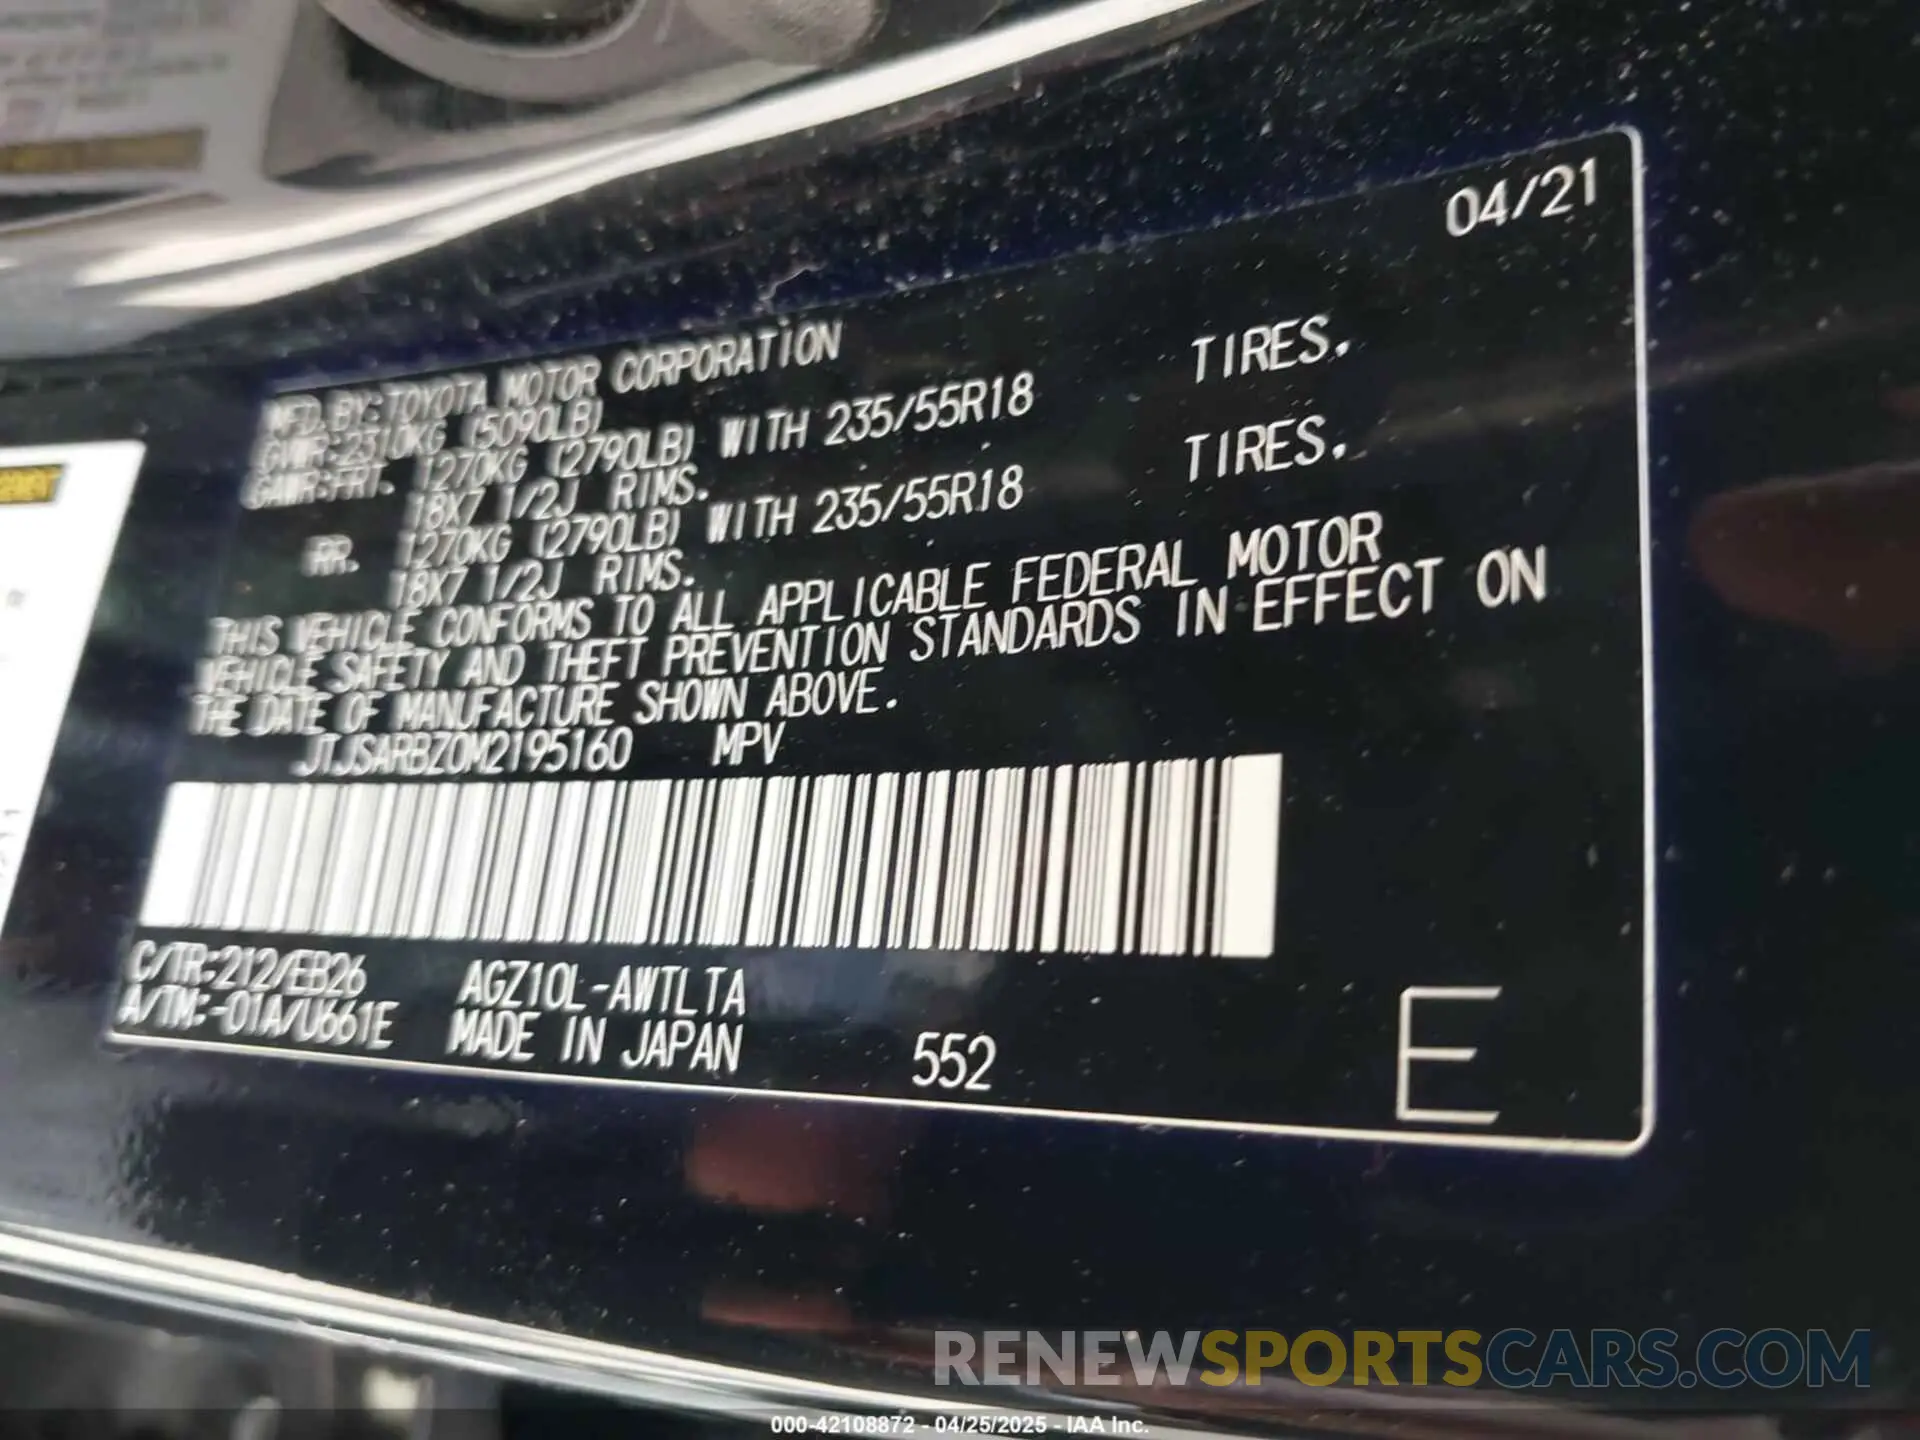 04/21
MFD. BY: TOYOTA MOTOR CORPORATION
GVWR: 2310KG (5090LB)
GAWR: FRT. 1270KG (2790LB) WITH 235/55R18 TIRES.
18X7 1/2J RIMS.
RR. 1270KG (2790LB) WITH 235/55R18 TIRES.
18X7 1/2J RIMS.
THIS VEHICLE CONFORMS TO ALL APPLICABLE FEDERAL MOTOR
VEHICLE SAFETY AND THEFT PREVENTION STANDARDS IN EFFECT ON
THE DATE OF MANUFACTURE SHOWN ABOVE.
JTJSARBZ0M2195160 MPV
C/TR:212/EB26 AGZ10L-AWTLTA
A/TM:-01A/U661E MADE IN JAPAN
552
E
RENEWSPORTSCARS.COM
000-42108872 - 04/25/2025 - IAA Inc.